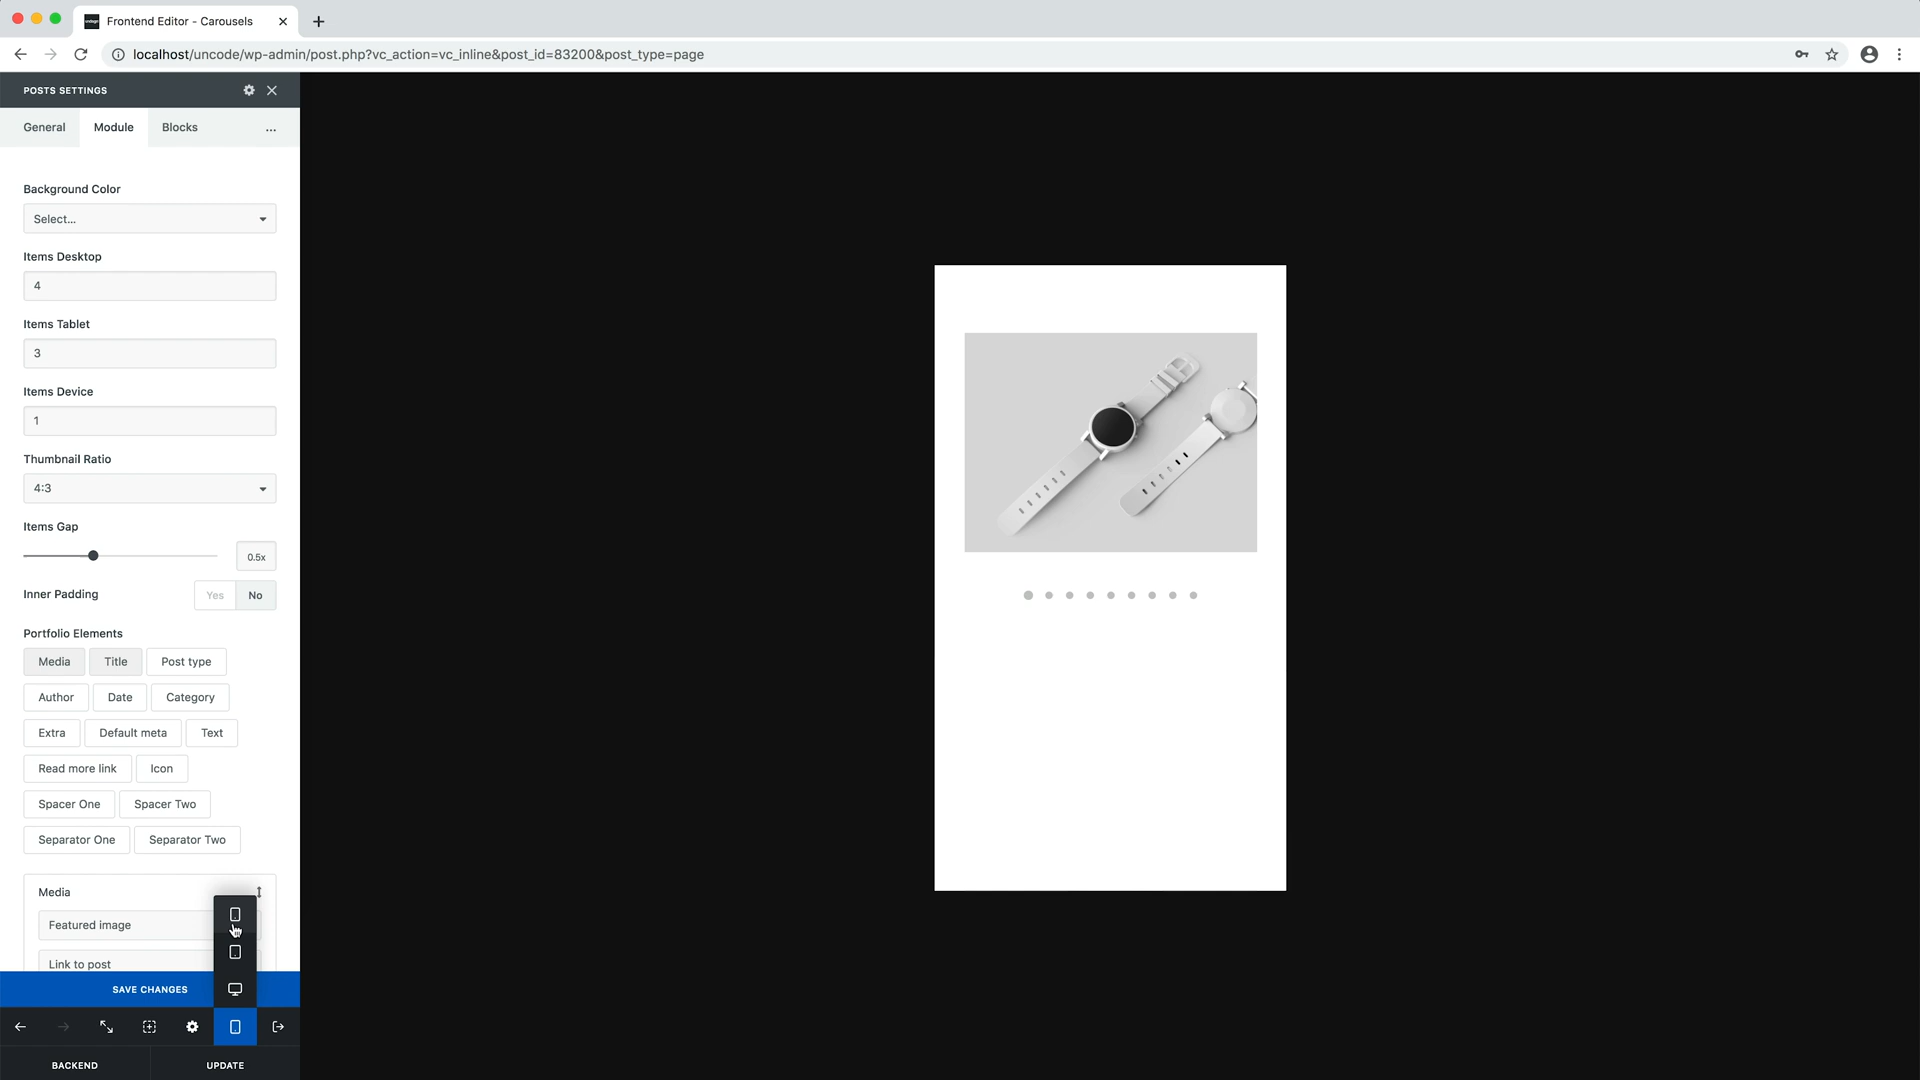 Frontend Editor - Carousels
localhost/uncode/wp-admin/post.php?vc_action=vc_inline&post_id=83200&post_type=page
POSTS SETTINGS
General Module Blocks ...
Background Color
Select...
Items Desktop
4
Items Tablet
3
Items Device
1
Thumbnail Ratio
4:3
Items Gap
0.5x
Inner Padding Yes No
Portfolio Elements
Media Title Post type
Author Date Category
Extra Default meta Text
Read more link Icon
Spacer One Spacer Two
Separator One Separator Two
Media
Featured image
Link to post
SAVE CHANGES
BACKEND UPDATE